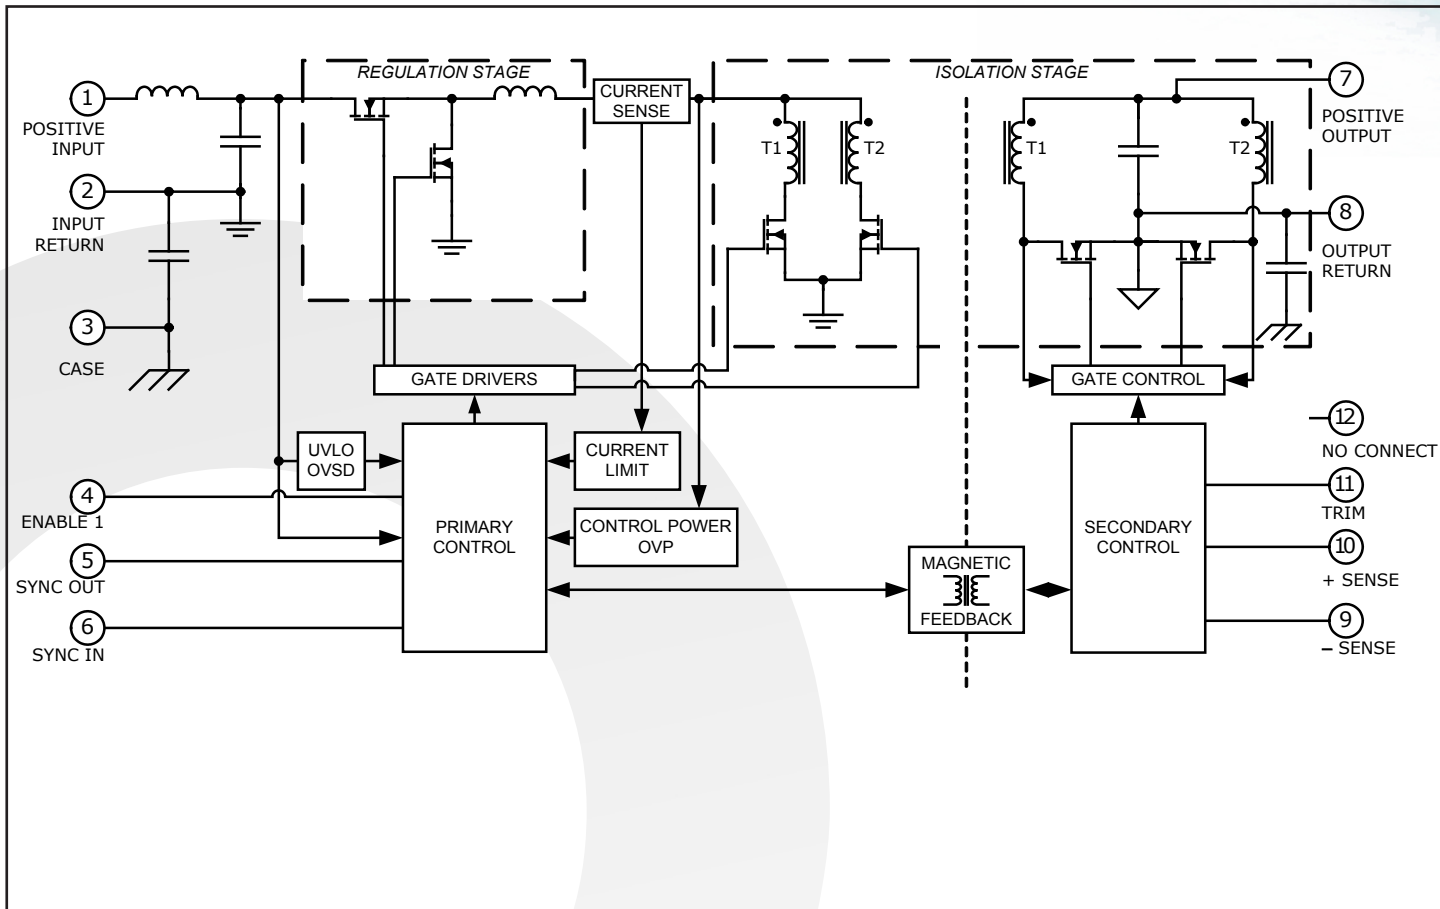 REGULATION STAGE
ISOLATION STAGE
1
POSITIVE
INPUT
CURRENT
SENSE
7
POSITIVE
OUTPUT
T1
T2
T1
T2
2
INPUT
RETURN
8
OUTPUT
RETURN
3
CASE
GATE DRIVERS
GATE CONTROL
12
NO CONNECT
UVLO
OVSD
CURRENT
LIMIT
4
ENABLE 1
11
TRIM
PRIMARY
CONTROL
CONTROL POWER
OVP
SECONDARY
CONTROL
5
SYNC OUT
10
+ SENSE
MAGNETIC
FEEDBACK
6
SYNC IN
9
– SENSE